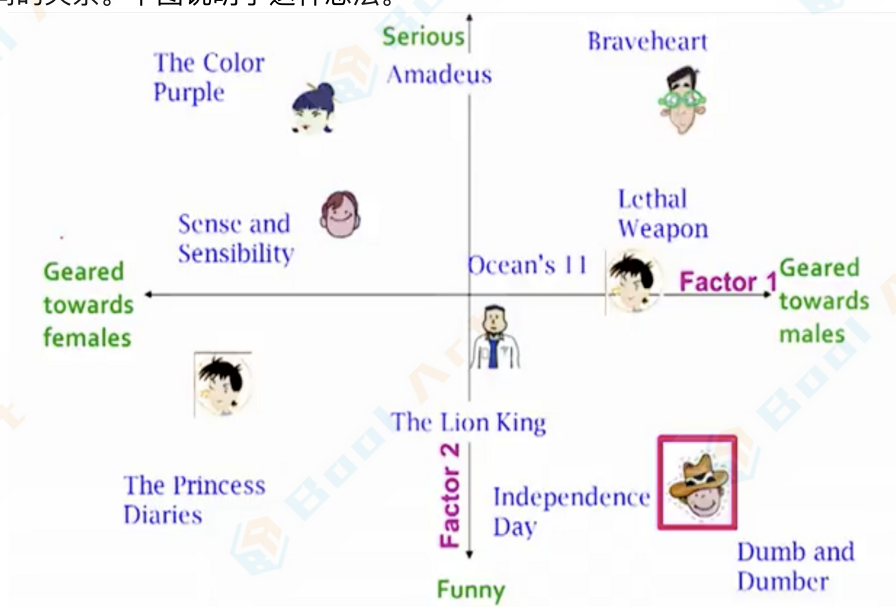 Serious
Braveheart
The Color
Purple
Amadeus
Lethal
Weapon
Sense and
Sensibility
Ocean's 11
Factor 1
Geared
towards
females
Geared
towards
males
The Lion King
Factor 2
The Princess
Diaries
Independence
Day
Dumb and
Dumber
Funny